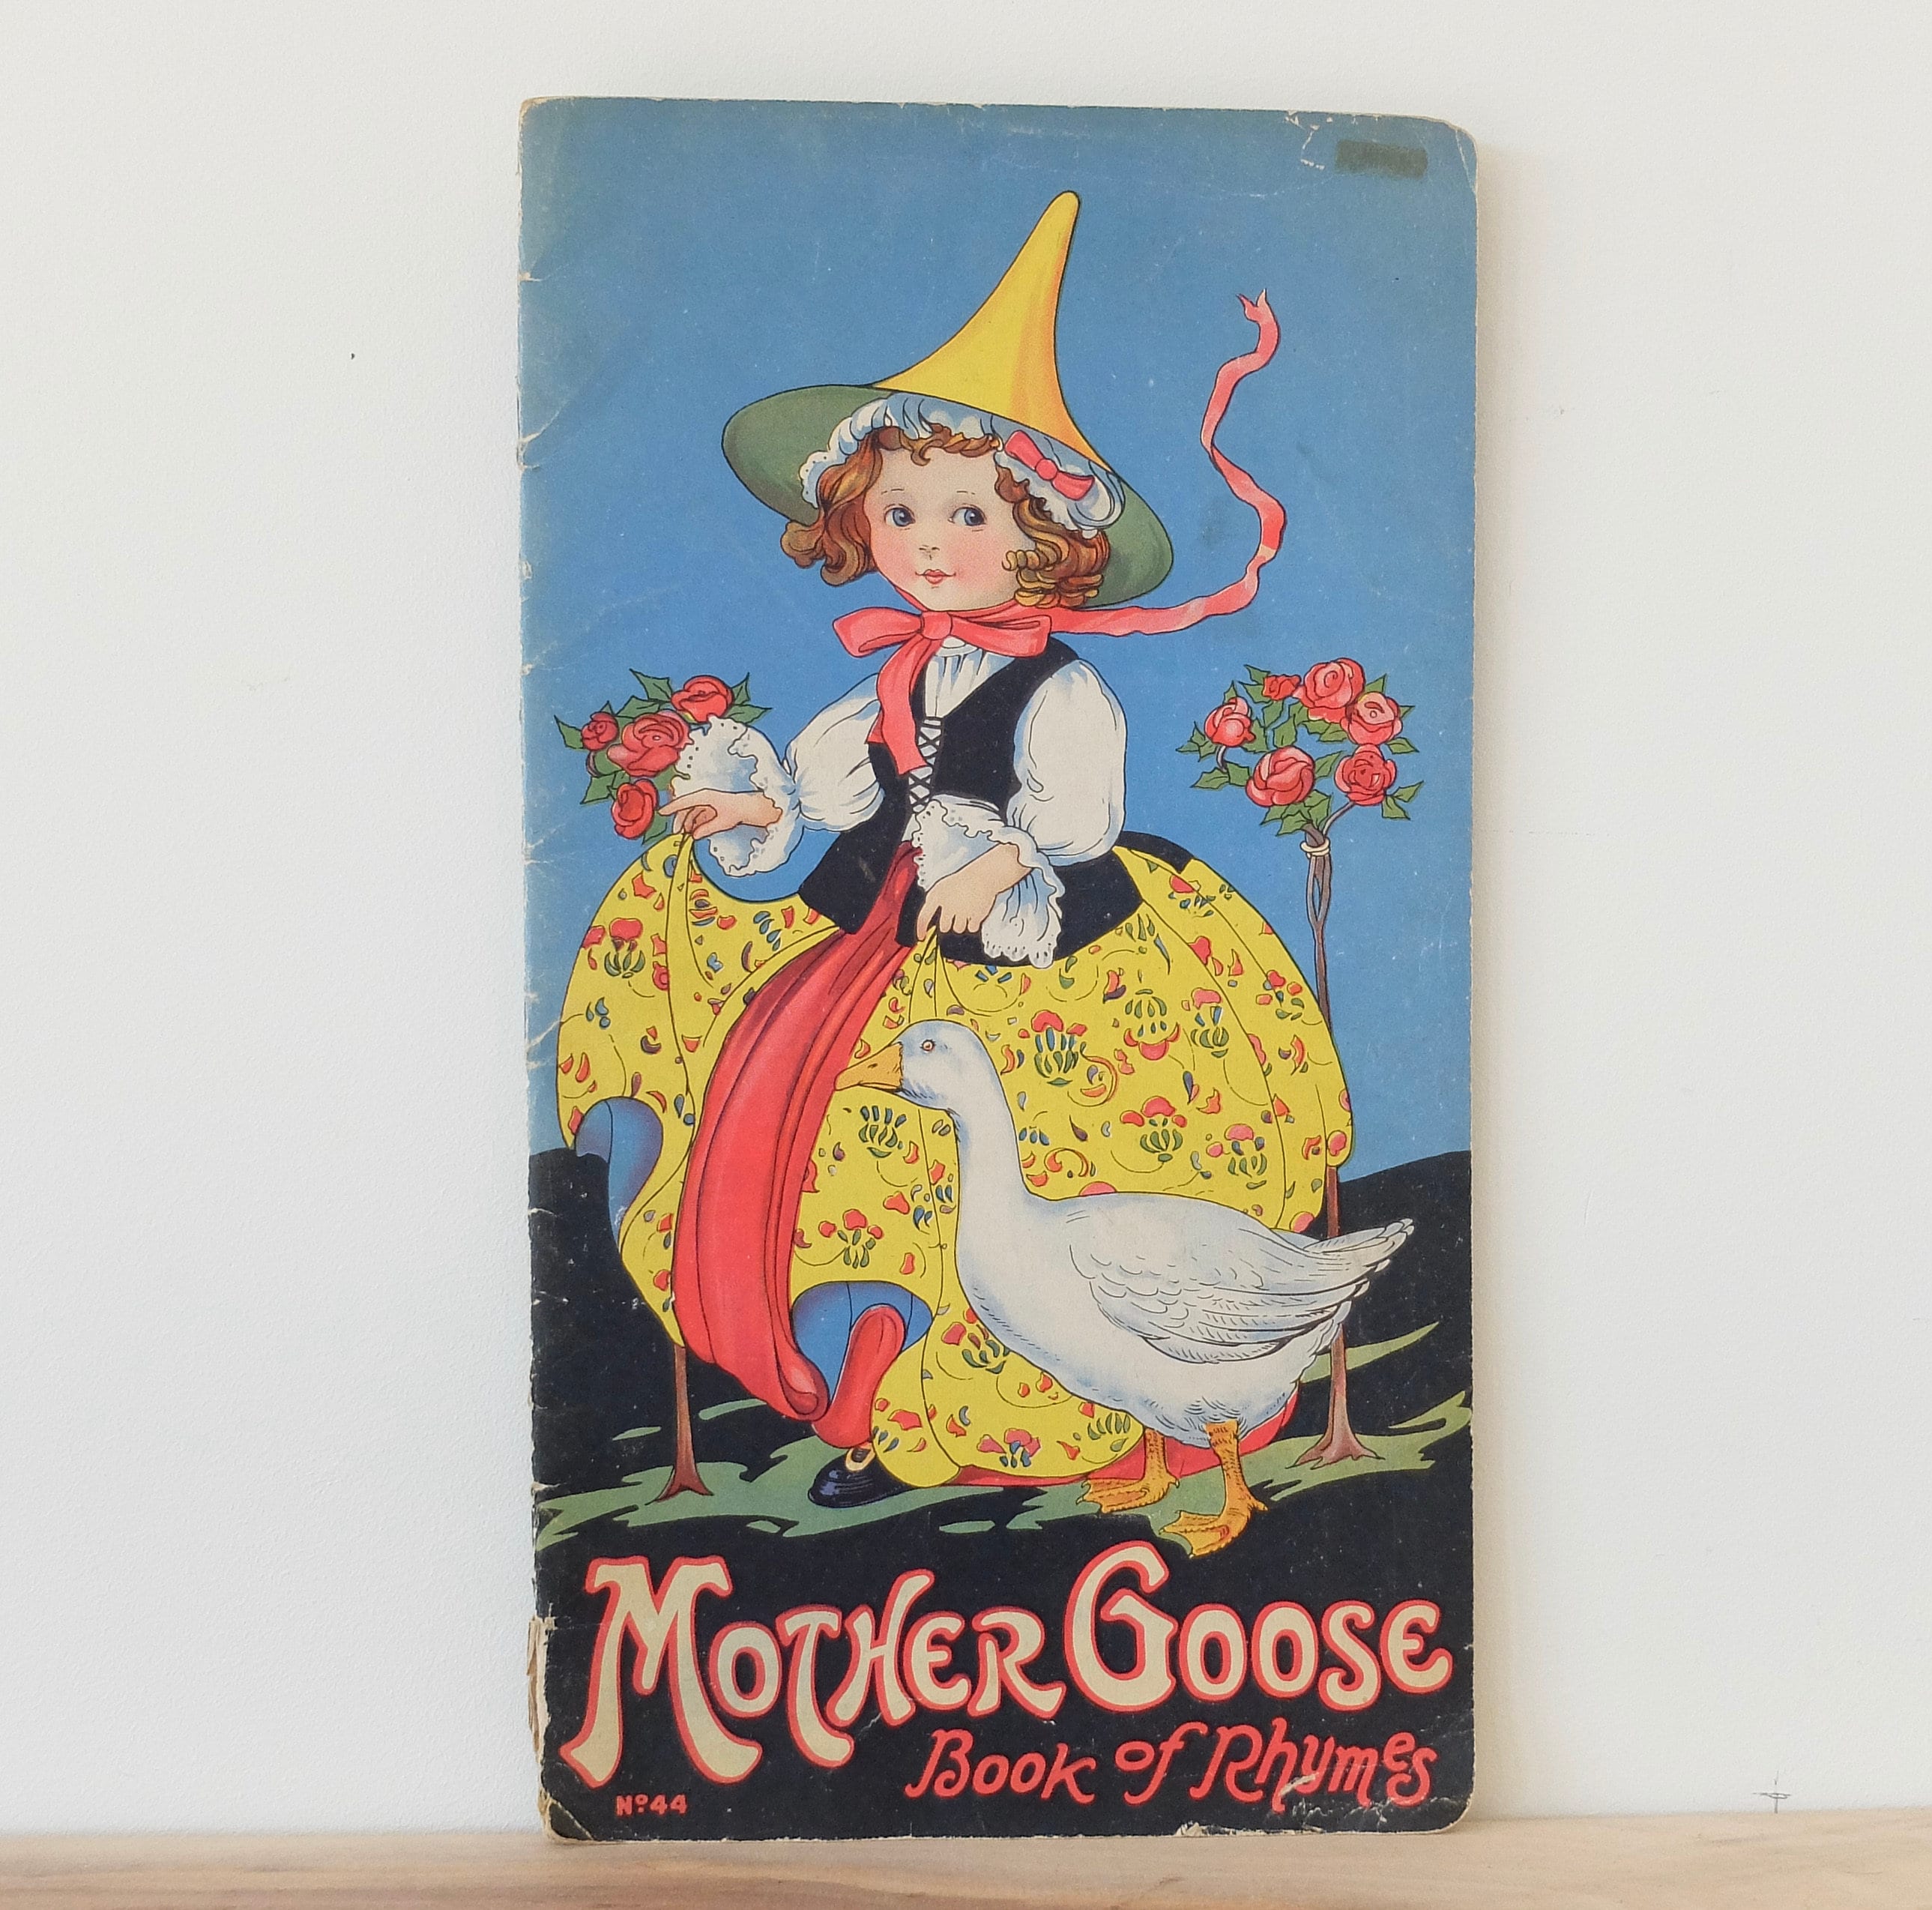 MOTHER GOOSE
Book of Rhymes
Nº44